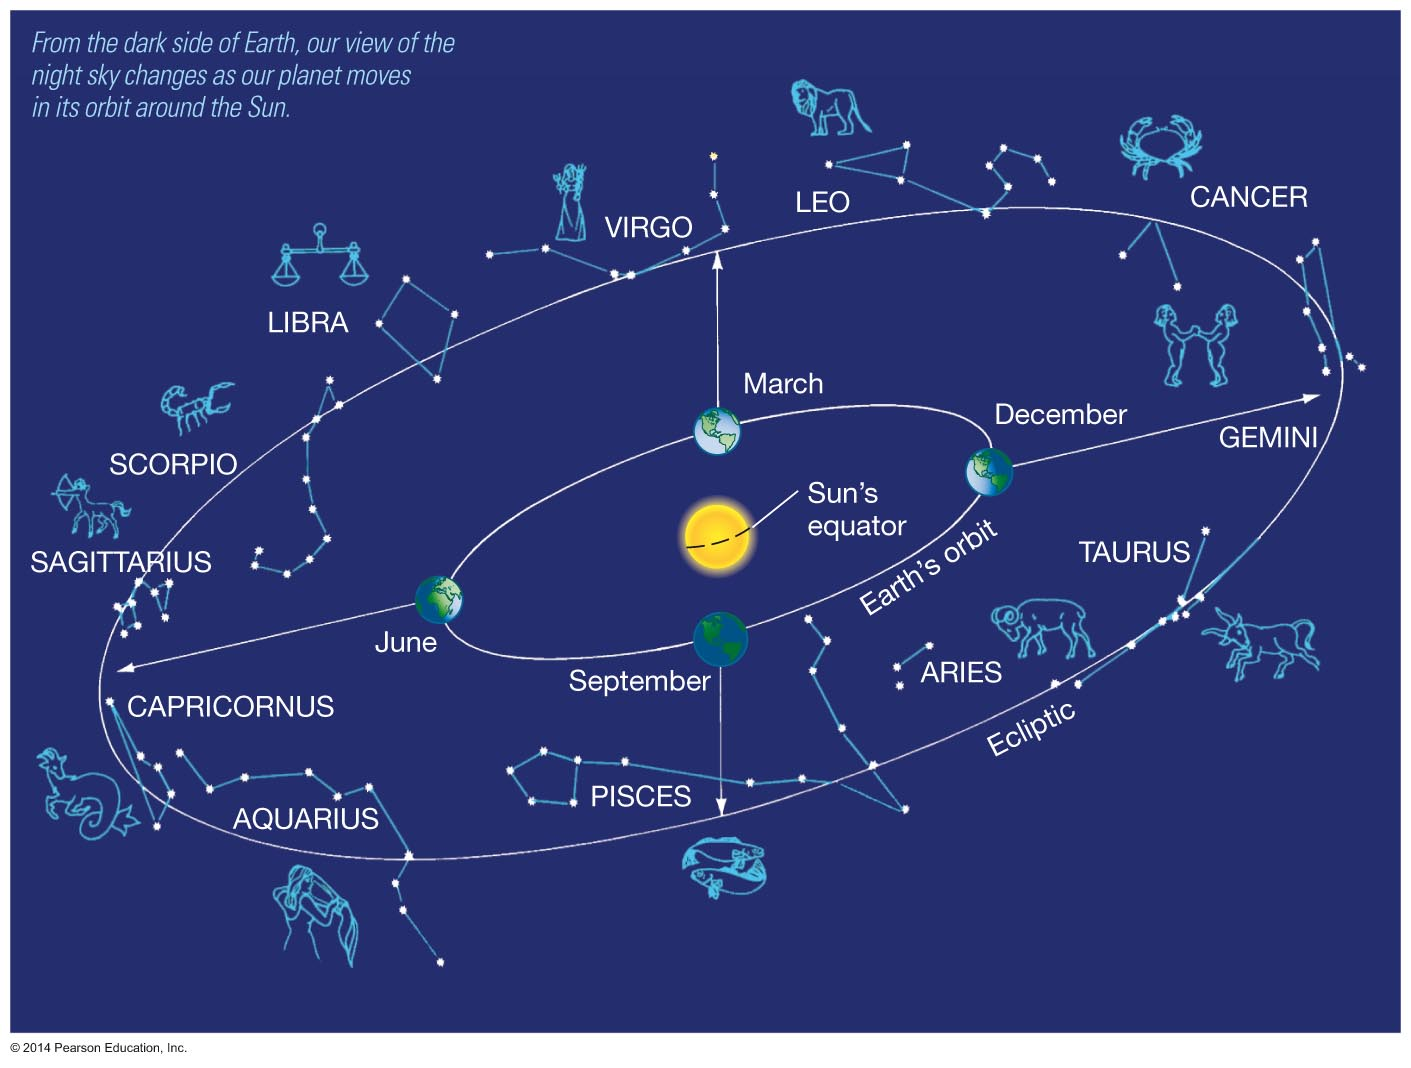 From the dark side of Earth, our view of the
night sky changes as our planet moves
in its orbit around the Sun.
LEO
CANCER
VIRGO
LIBRA
March
December
GEMINI
SCORPIO
Sun's
equator
SAGITTARIUS
TAURUS
Earth's orbit
June
September
ARIES
CAPRICORNUS
Ecliptic
PISCES
AQUARIUS
© 2014 Pearson Education, Inc.